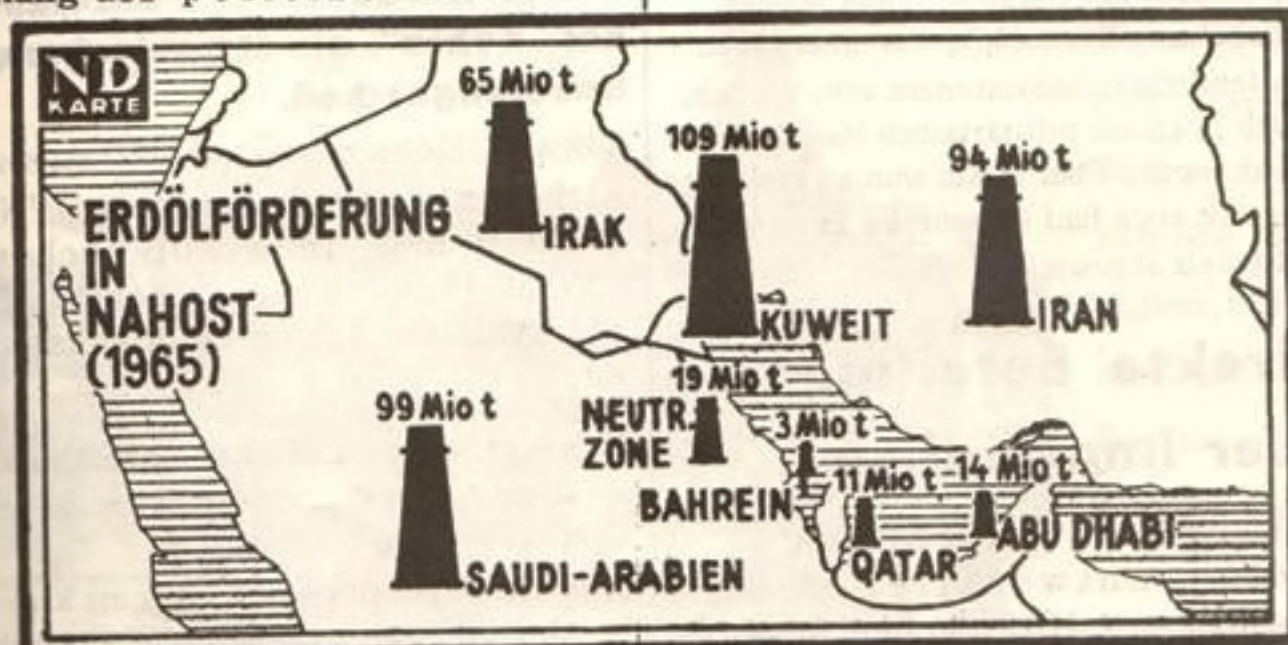 ND
KARTE
ERDÖLFÖRDERUNG
IN
NAHOST
(1965)
65 Mio t
IRAK
109 Mio t
KUWEIT
94 Mio t
IRAN
99 Mio t
SAUDI-ARABIEN
19 Mio t
NEUTR.
ZONE
3 Mio t
BAHREIN
11 Mio t
QATAR
14 Mio t
ABU DHABI